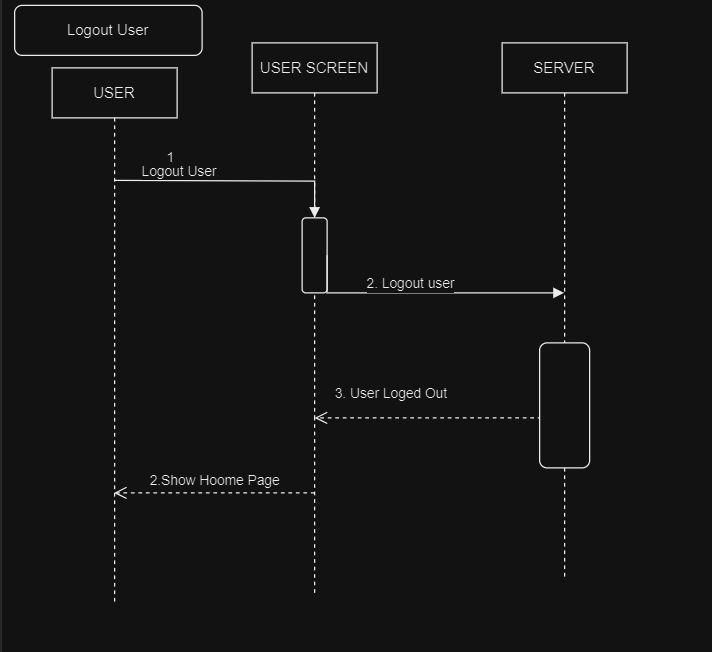 Logout User
USER
USER SCREEN
SERVER
1
Logout User
2. Logout user
3. User Loged Out
2.Show Hoome Page